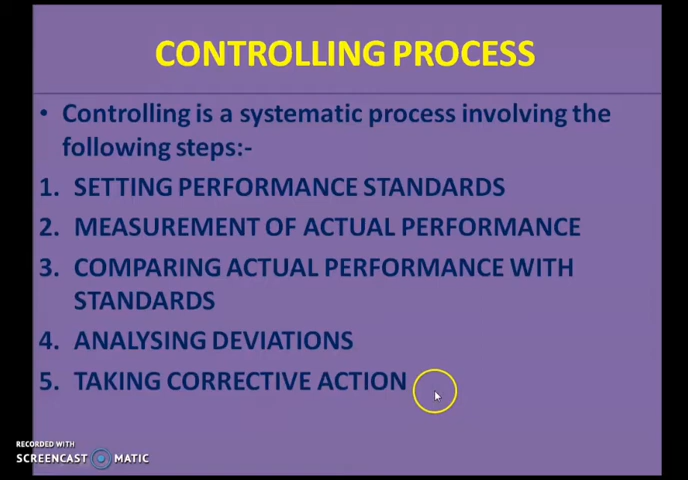 CONTROLLING PROCESS
• Controlling is a systematic process involving the
following steps:-
1. SETTING PERFORMANCE STANDARDS
2. MEASUREMENT OF ACTUAL PERFORMANCE
3. COMPARING ACTUAL PERFORMANCE WITH
STANDARDS
4. ANALYSING DEVIATIONS
5. TAKING CORRECTIVE ACTION
RECORDED WITH
SCREENCAST MATIC